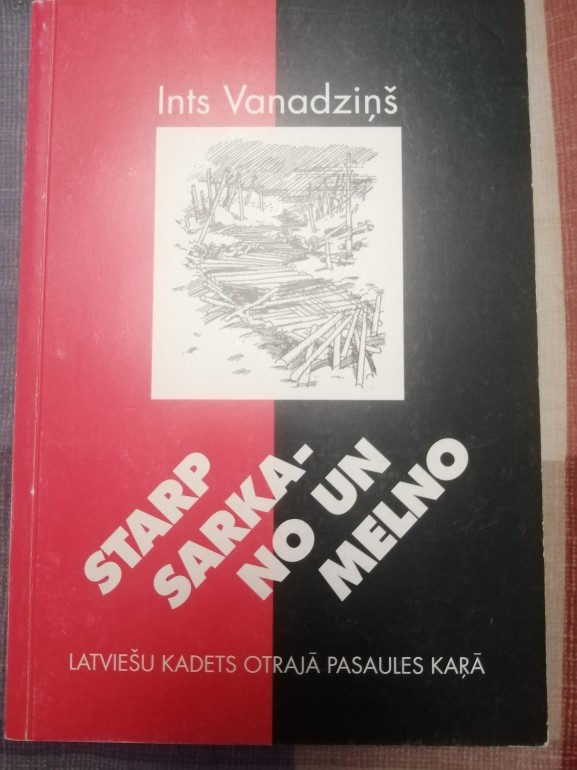 Ints Vanadziņš
STARP
SARKA-
NO UN
MELNO
LATVIEŠU KADETS OTRAJĀ PASAULES KAŖĀ